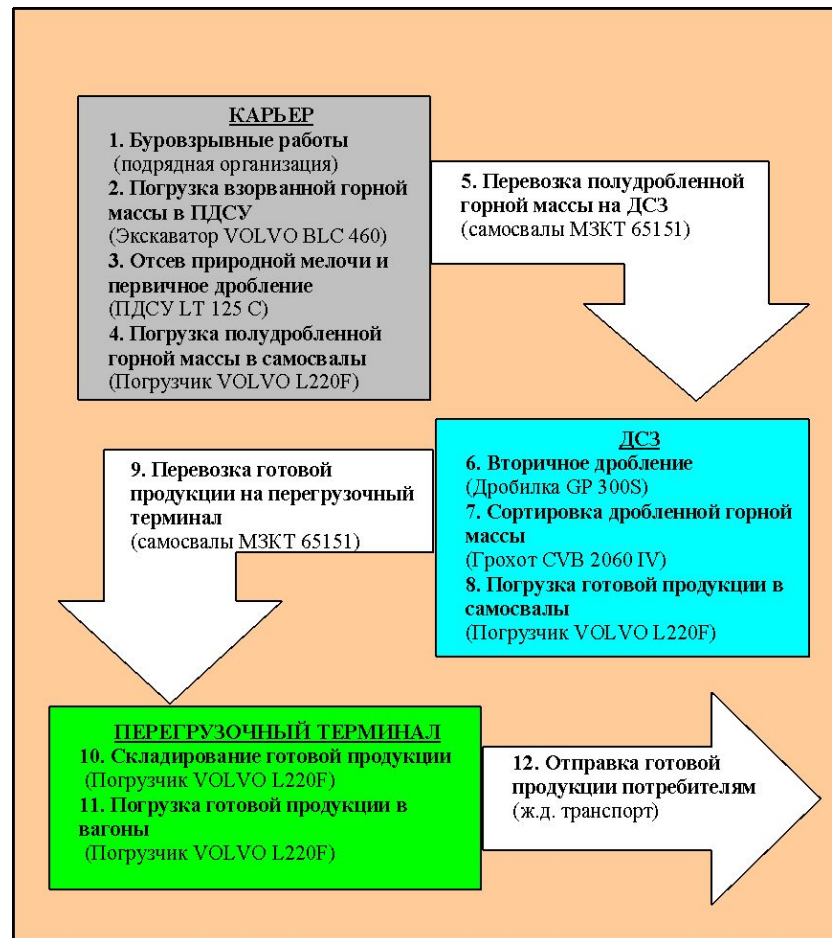 КАРЬЕР
1. Буровзрывные работы
(подрядная организация)
2. Погрузка взорванной горной
массы в ПДСУ
(Экскаватор VOLVO BLC 460)
3. Отсев природной мелочи и
первичное дробление
(ПДСУ LT 125 C)
4. Погрузка полудробленной
горной массы в самосвалы
(Погрузчик VOLVO L220F)
5. Перевозка полудробленной
горной массы на ДСЗ
(самосвалы МЗКТ 65151)
ДСЗ
6. Вторичное дробление
(Дробилка GP 300S)
7. Сортировка дробленной горной
массы
(Грохот CVB 2060 IV)
8. Погрузка готовой продукции в
самосвалы
(Погрузчик VOLVO L220F)
9. Перевозка готовой
продукции на перегрузочный
терминал
(самосвалы МЗКТ 65151)
ПЕРЕГРУЗОЧНЫЙ ТЕРМИНАЛ
10. Складирование готовой продукции
(Погрузчик VOLVO L220F)
11. Погрузка готовой продукции в
вагоны
(Погрузчик VOLVO L220F)
12. Отправка готовой
продукции потребителям
(ж.д. транспорт)